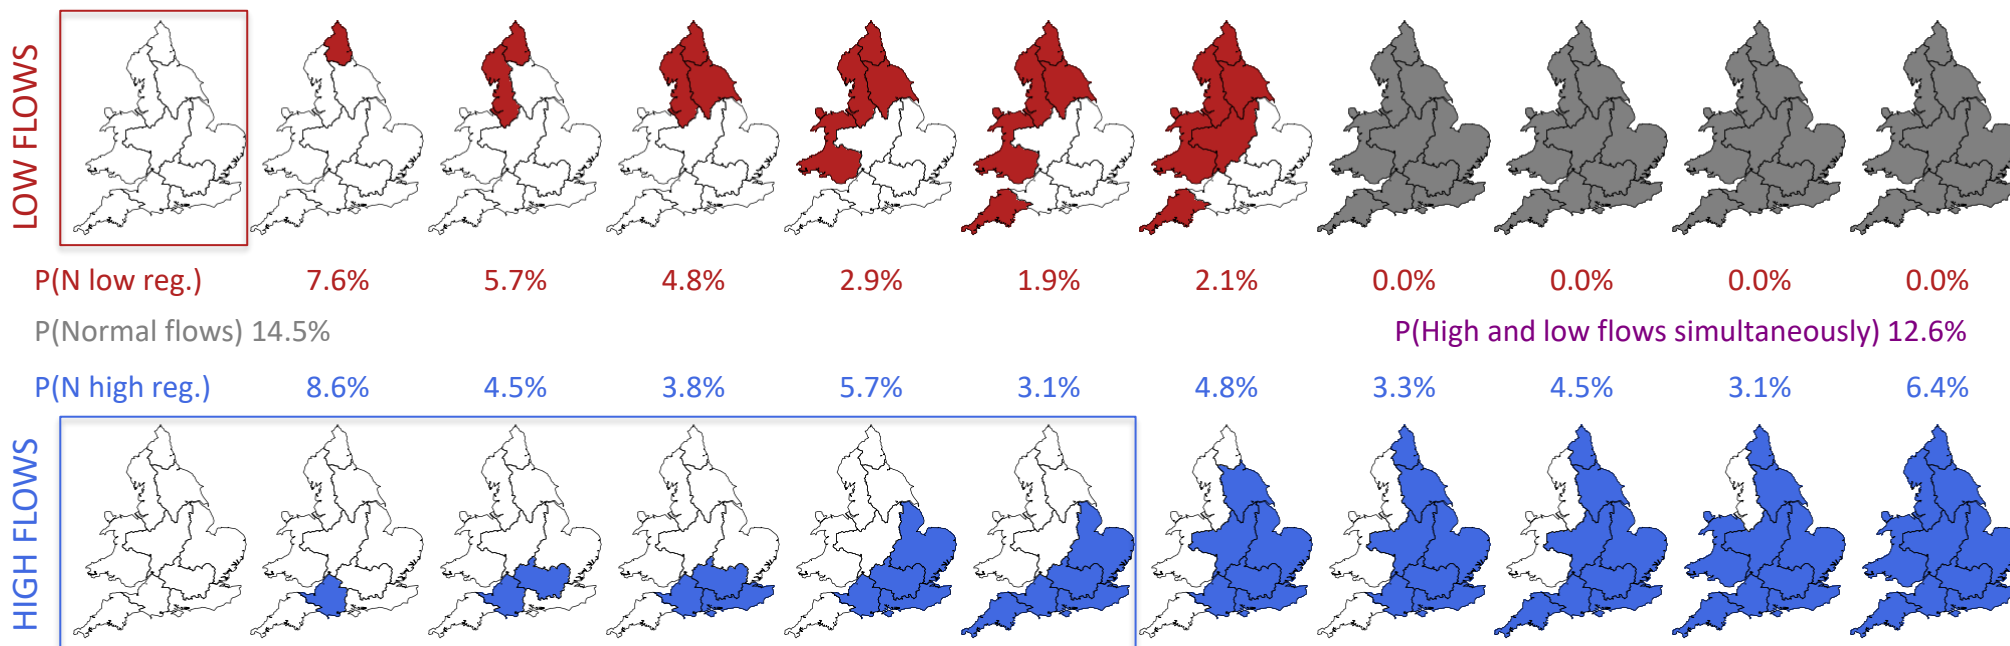 LOW FLOWS
P(N low reg.) 7.6% 5.7% 4.8% 2.9% 1.9% 2.1% 0.0% 0.0% 0.0% 0.0%
P(Normal flows) 14.5% P(High and low flows simultaneously) 12.6%
P(N high reg.) 8.6% 4.5% 3.8% 5.7% 3.1% 4.8% 3.3% 4.5% 3.1% 6.4%
HIGH FLOWS